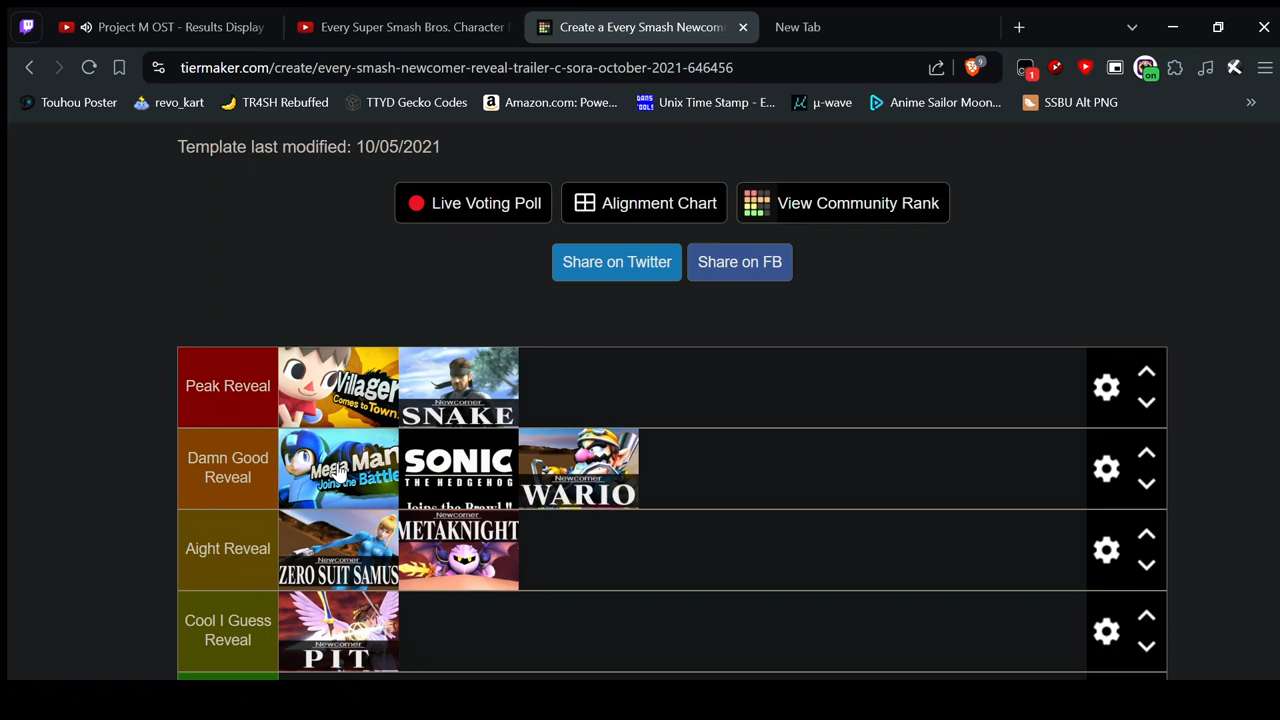 Project M OST - Results Display
Every Super Smash Bros. Character
Create a Every Smash Newcom
New Tab
tiermaker.com/create/every-smash-newcomer-reveal-trailer-c-sora-october-2021-646456
9
1
on
Touhou Poster
revo_kart
TR4SH Rebuffed
TTYD Gecko Codes
Amazon.com: Powe...
DAN'S TOOLS
Unix Time Stamp - E...
µ-wave
Anime Sailor Moon...
SSBU Alt PNG
Template last modified: 10/05/2021
Live Voting Poll
Alignment Chart
View Community Rank
Share on Twitter
Share on FB
Peak Reveal
Villager
Comes to Town!
Newcomer
SNAKE
Damn Good
Reveal
Mega Man
Joins the Battle
SONIC
THE HEDGEHOG
Joins the Brawl!"
Newcomer
WARIO
Aight Reveal
Newcomer
ZERO SUIT SAMUS
Newcomer
METAKNIGHT
Cool I Guess
Reveal
Newcomer
PIT